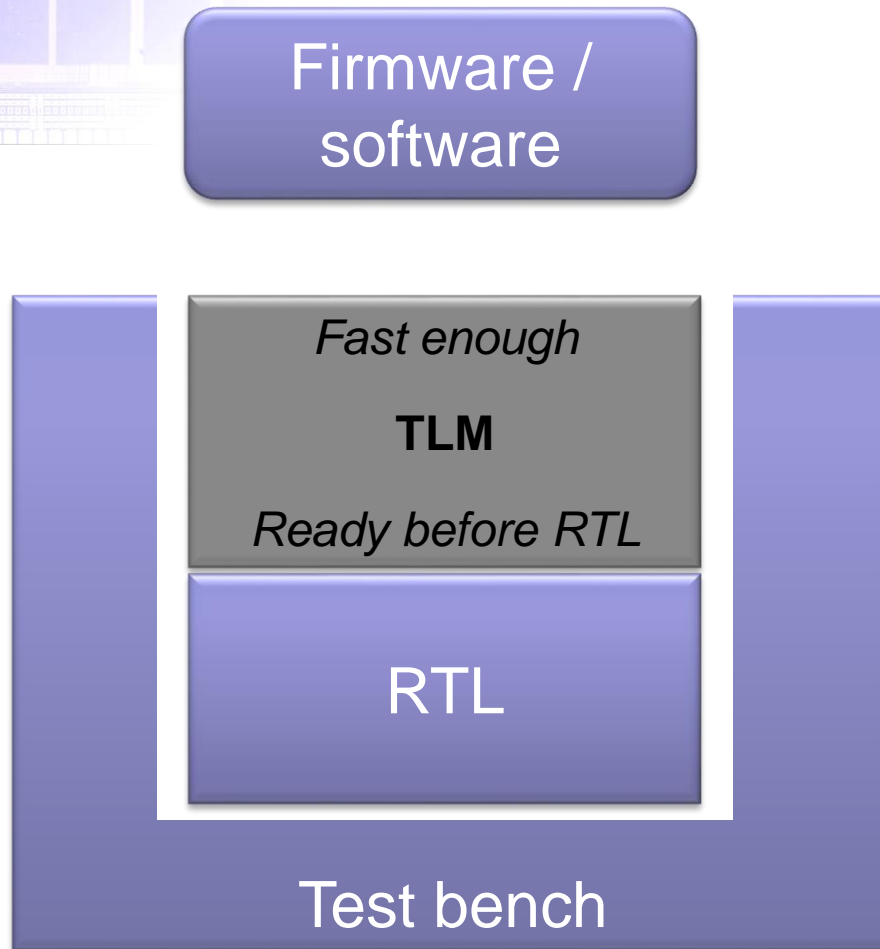 Firmware /
software
Fast enough
TLM
Ready before RTL
RTL
Test bench